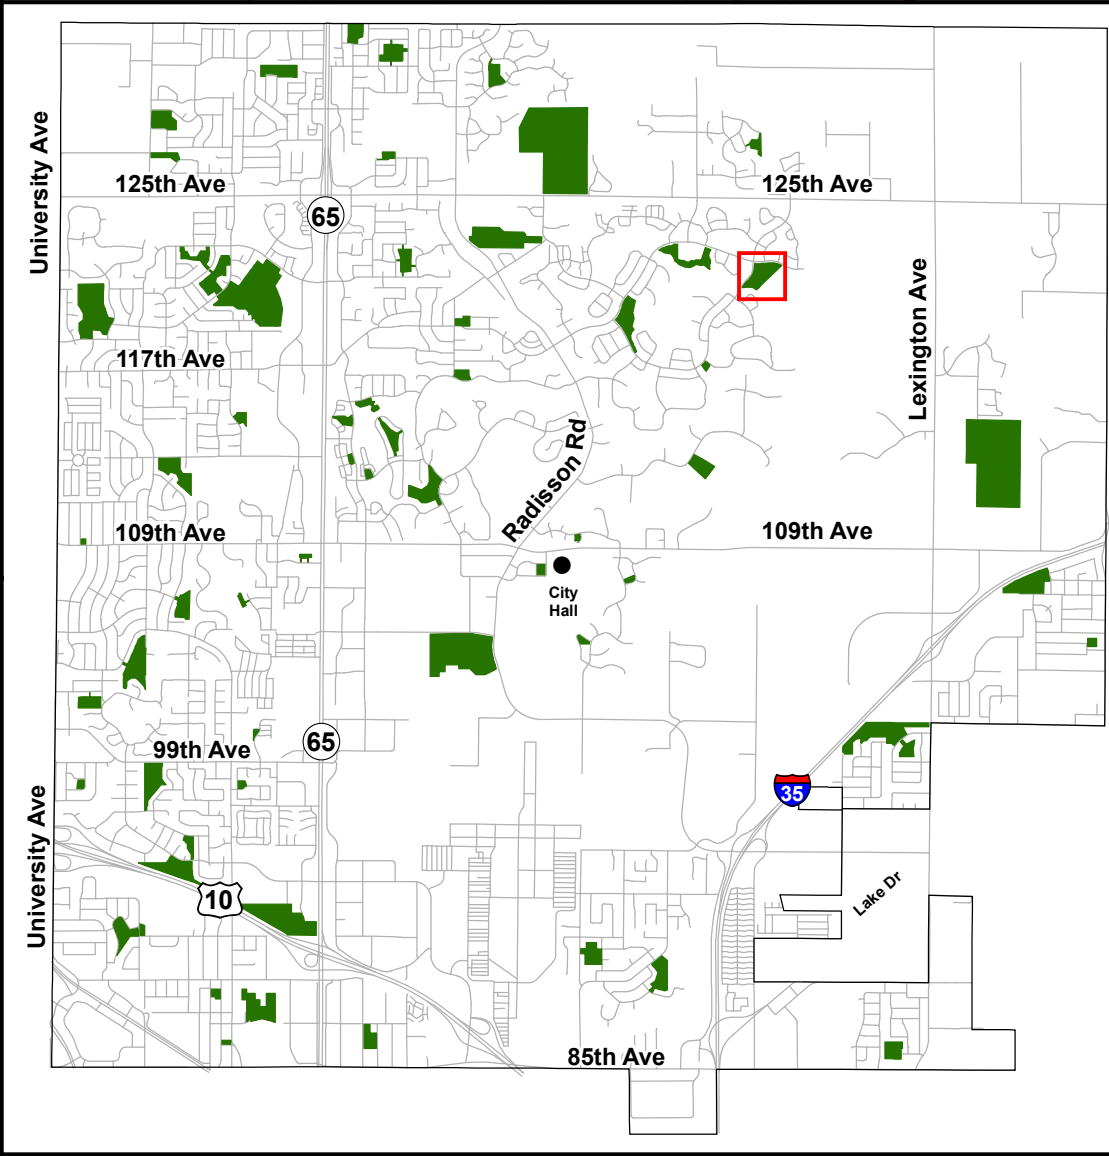 University Ave
125th Ave
125th Ave
65
Lexington Ave
117th Ave
Radisson Rd
109th Ave
109th Ave
City
Hall
99th Ave
65
35
University Ave
10
Lake Dr
85th Ave